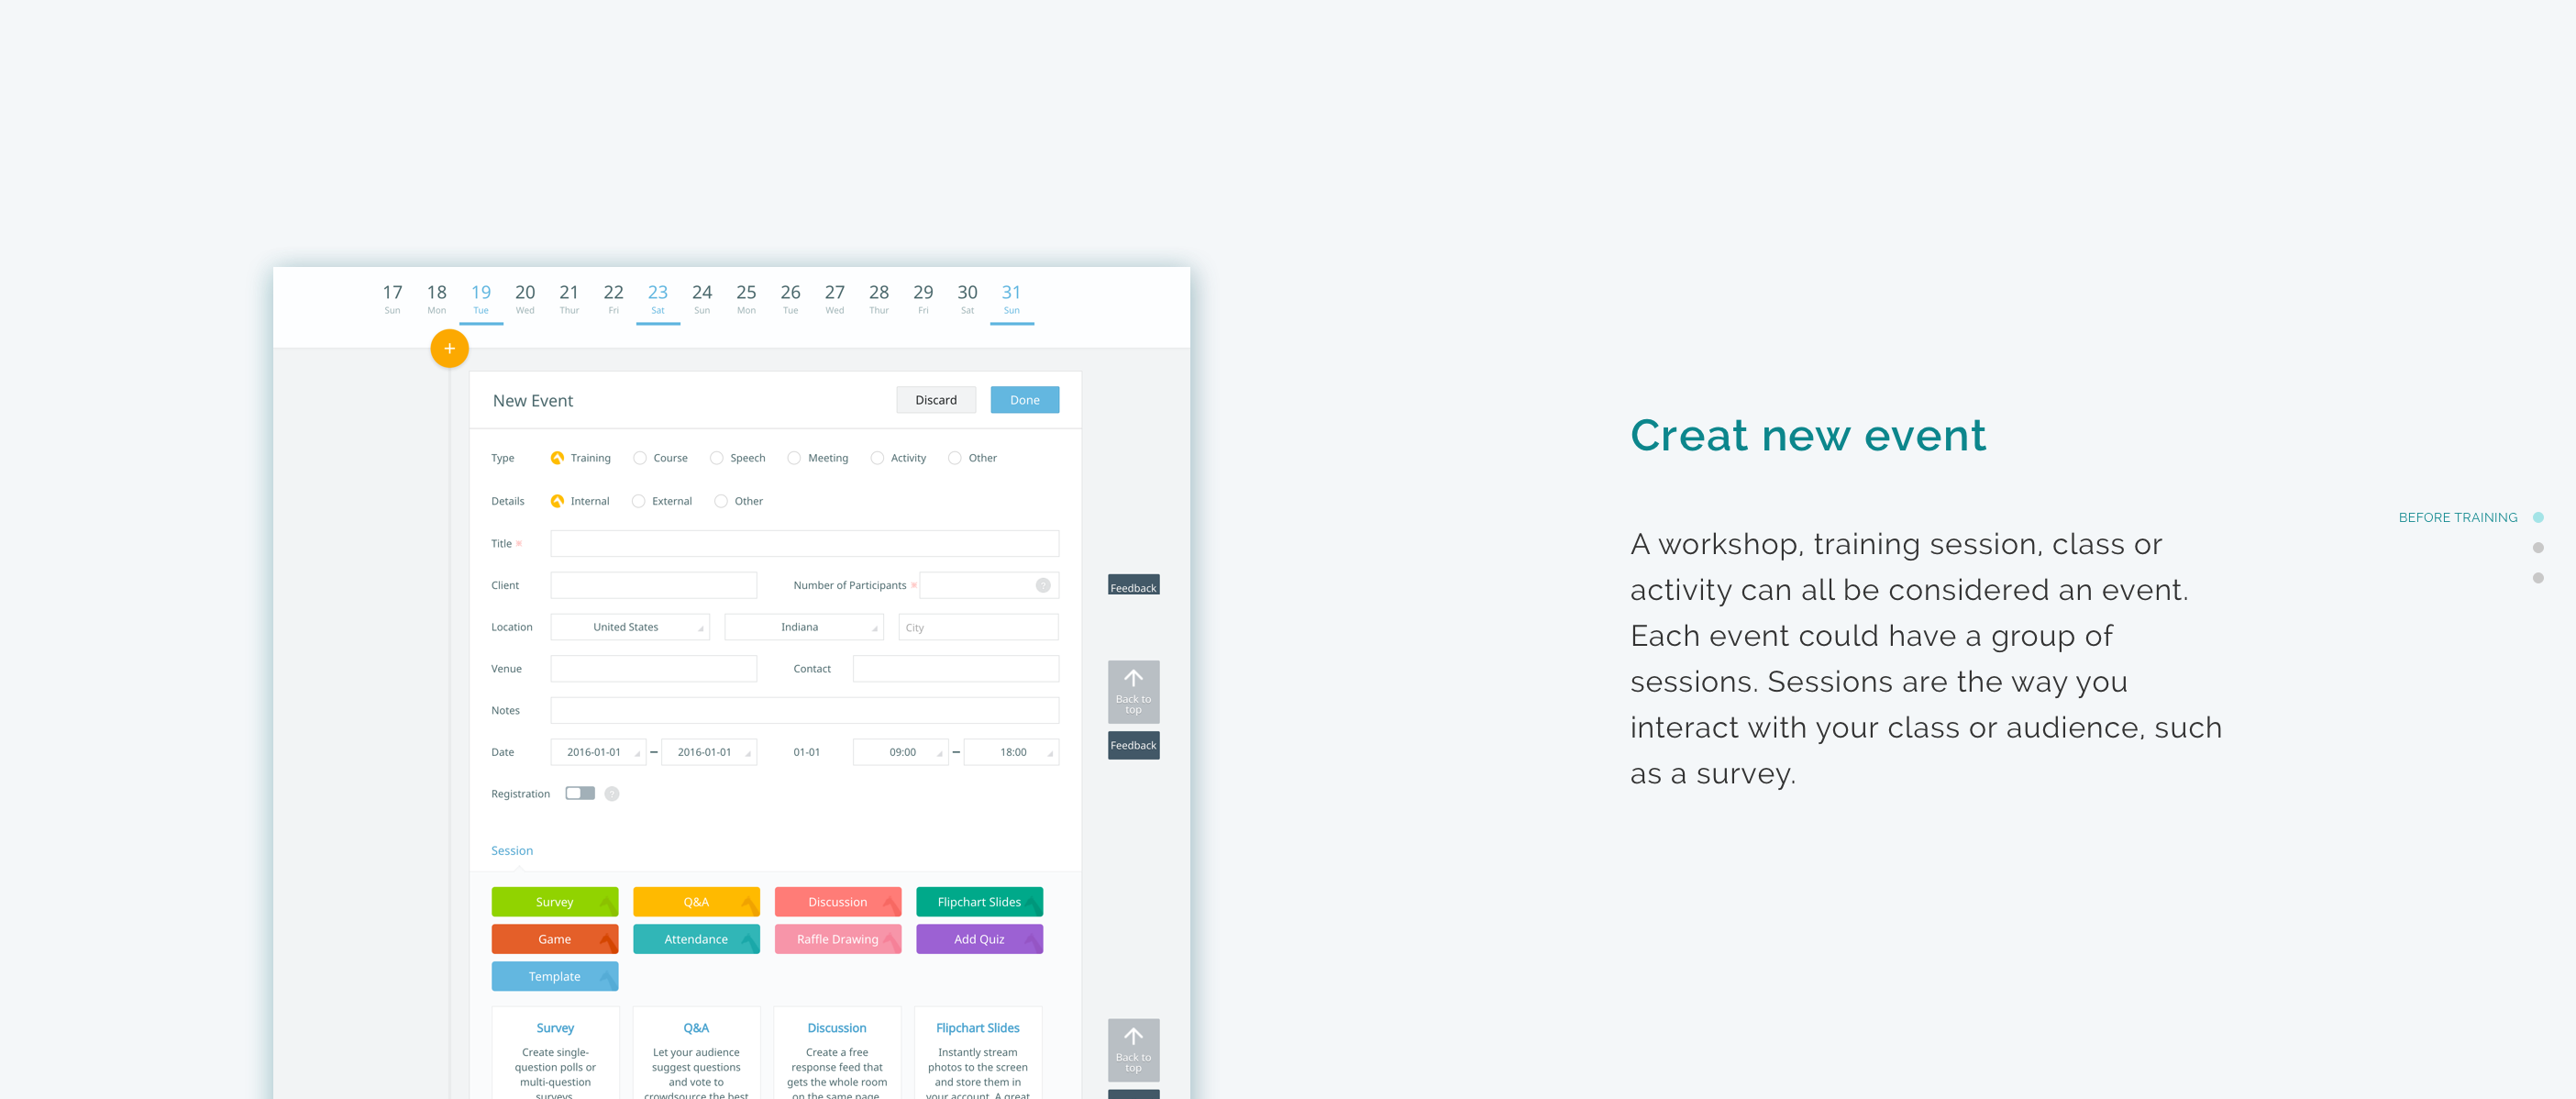 17 18 19 20 21 22 23 24 25 26 27 28 29 30 31
Sun Mon Tue Wed Thur Fri Sat Sun Mon Tue Wed Thur Fri Sat Sun
+
New Event
Discard
Done
Type Training Course Speech Meeting Activity Other
Details Internal External Other
Title *
Client
Number of Participants * ?
Location United States Indiana City
Venue
Contact
Notes
Date 2016-01-01 – 2016-01-01 01-01 09:00 – 18:00
Registration ?
Session
Survey Q&A Discussion Flipchart Slides
Game Attendance Raffle Drawing Add Quiz
Template
Survey
Create single-
question polls or
multi-question
surveys
Q&A
Let your audience
suggest questions
and vote to
crowdsource the best
Discussion
Create a free
response feed that
gets the whole room
on the same page
Flipchart Slides
Instantly stream
photos to the screen
and store them in
your account. A great
Feedback
Back to
top
Feedback
Back to
top
Creat new event
A workshop, training session, class or
activity can all be considered an event.
Each event could have a group of
sessions. Sessions are the way you
interact with your class or audience, such
as a survey.
BEFORE TRAINING